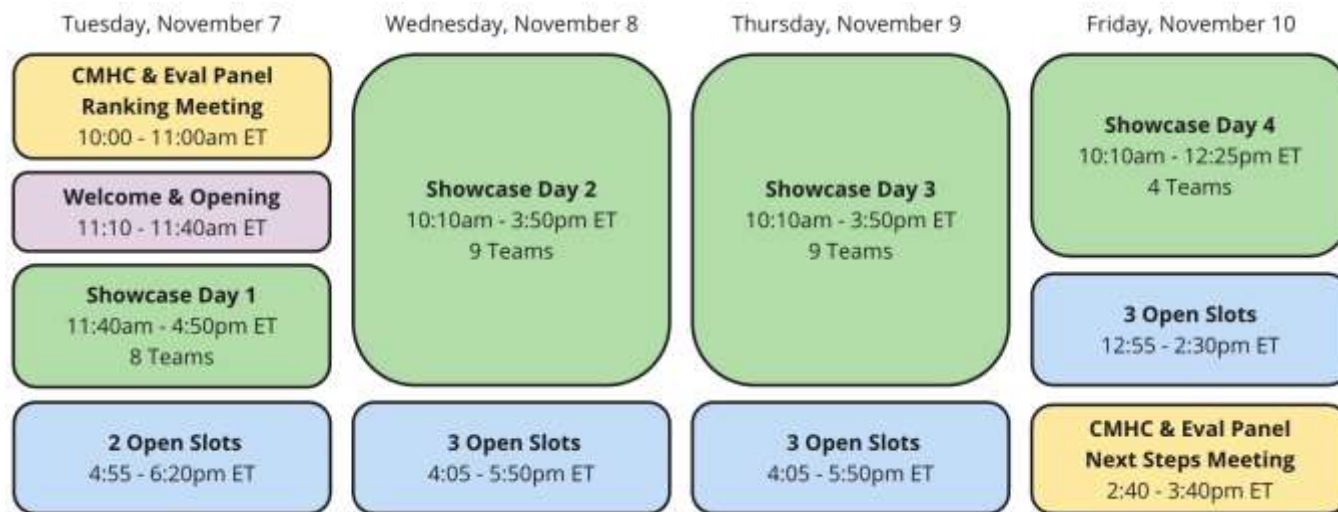 Tuesday, November 7
CMHC & Eval Panel
Ranking Meeting
10:00 - 11:00am ET
Welcome & Opening
11:10 - 11:40am ET
Showcase Day 1
11:40am - 4:50pm ET
8 Teams
2 Open Slots
4:55 - 6:20pm ET
Wednesday, November 8
Showcase Day 2
10:10am - 3:50pm ET
9 Teams
3 Open Slots
4:05 - 5:50pm ET
Thursday, November 9
Showcase Day 3
10:10am - 3:50pm ET
9 Teams
3 Open Slots
4:05 - 5:50pm ET
Friday, November 10
Showcase Day 4
10:10am - 12:25pm ET
4 Teams
3 Open Slots
12:55 - 2:30pm ET
CMHC & Eval Panel
Next Steps Meeting
2:40 - 3:40pm ET